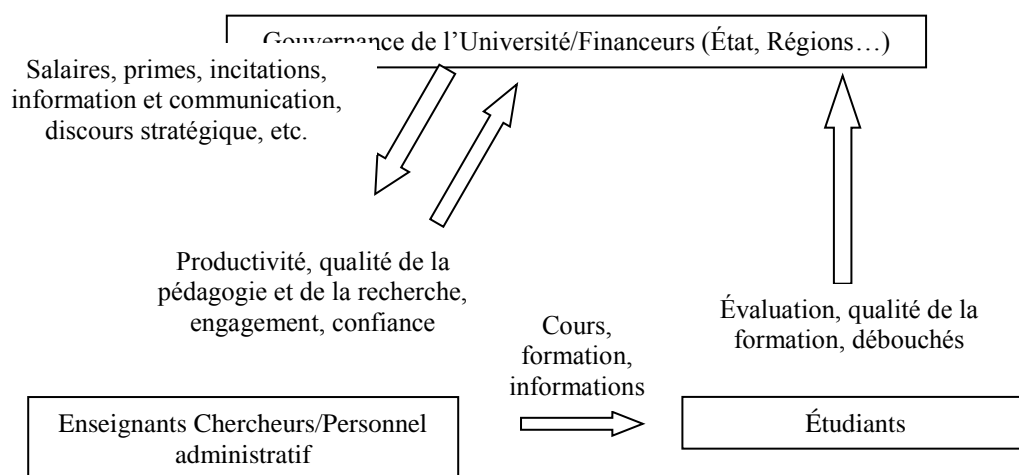 Gouvernance de l’Université/Financeurs (État, Régions…)
Salaires, primes, incitations,
information et communication,
discours stratégique, etc.
Productivité, qualité de la
pédagogie et de la recherche,
engagement, confiance
Évaluation, qualité de la
formation, débouchés
Cours,
formation,
informations
Enseignants Chercheurs/Personnel
administratif
Étudiants